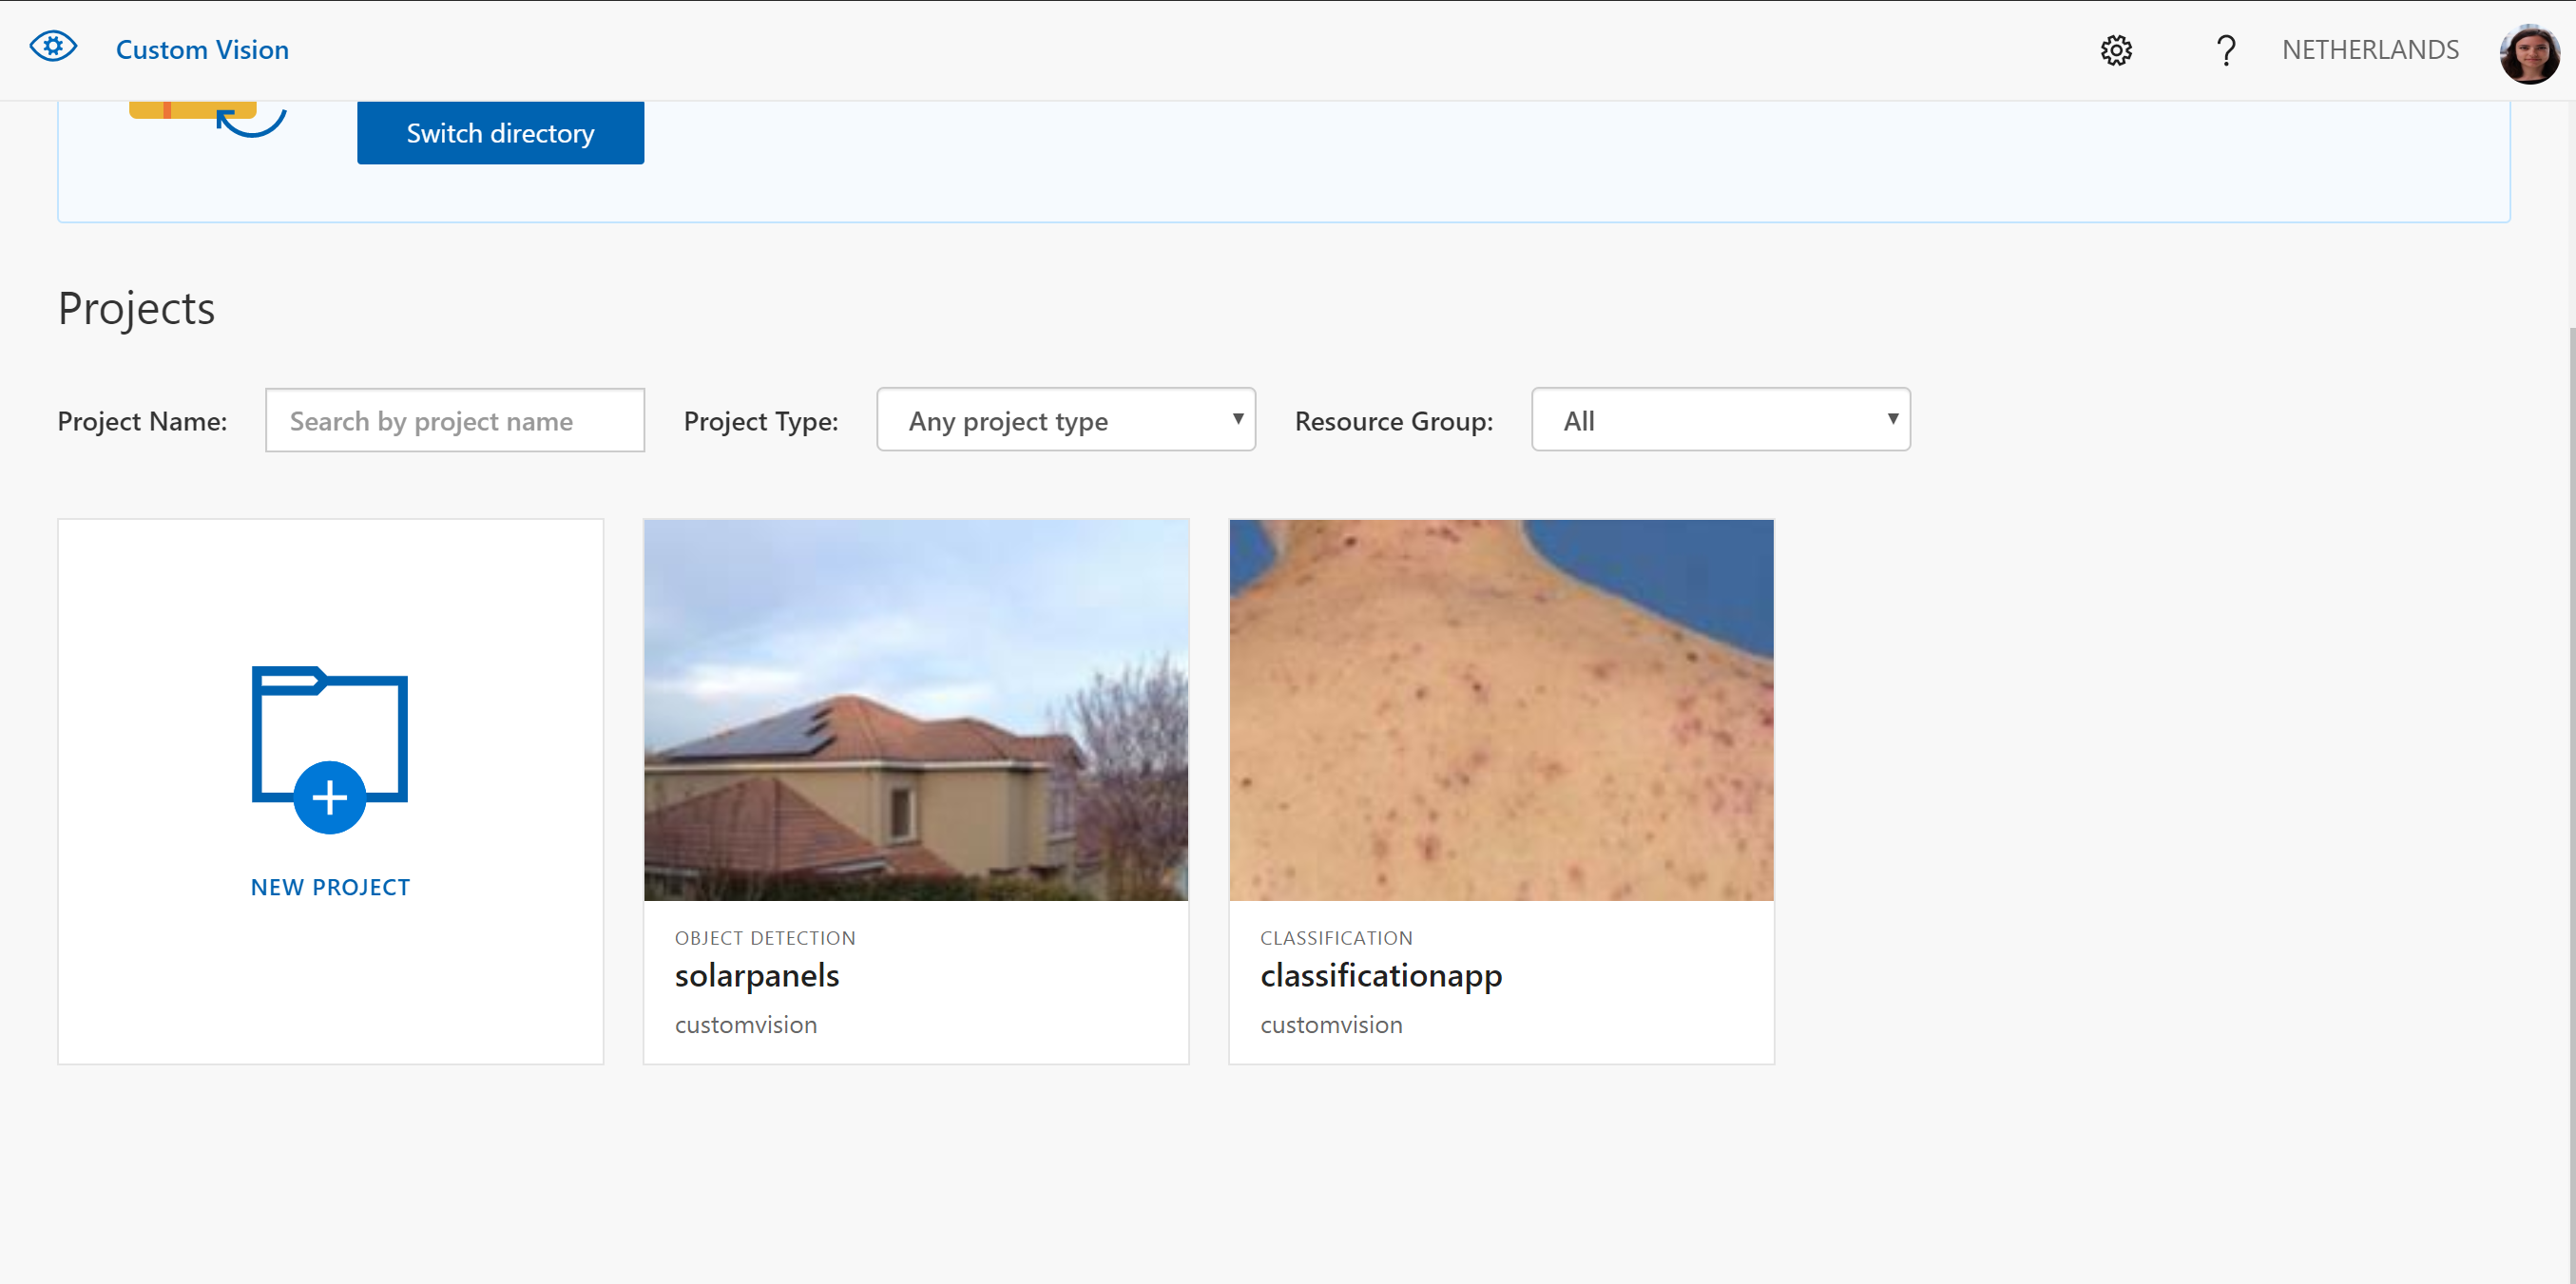 Custom Vision
NETHERLANDS
Switch directory
Projects
Project Name:
Search by project name
Project Type:
Any project type
Resource Group:
All
NEW PROJECT
OBJECT DETECTION
solarpanels
customvision
CLASSIFICATION
classificationapp
customvision